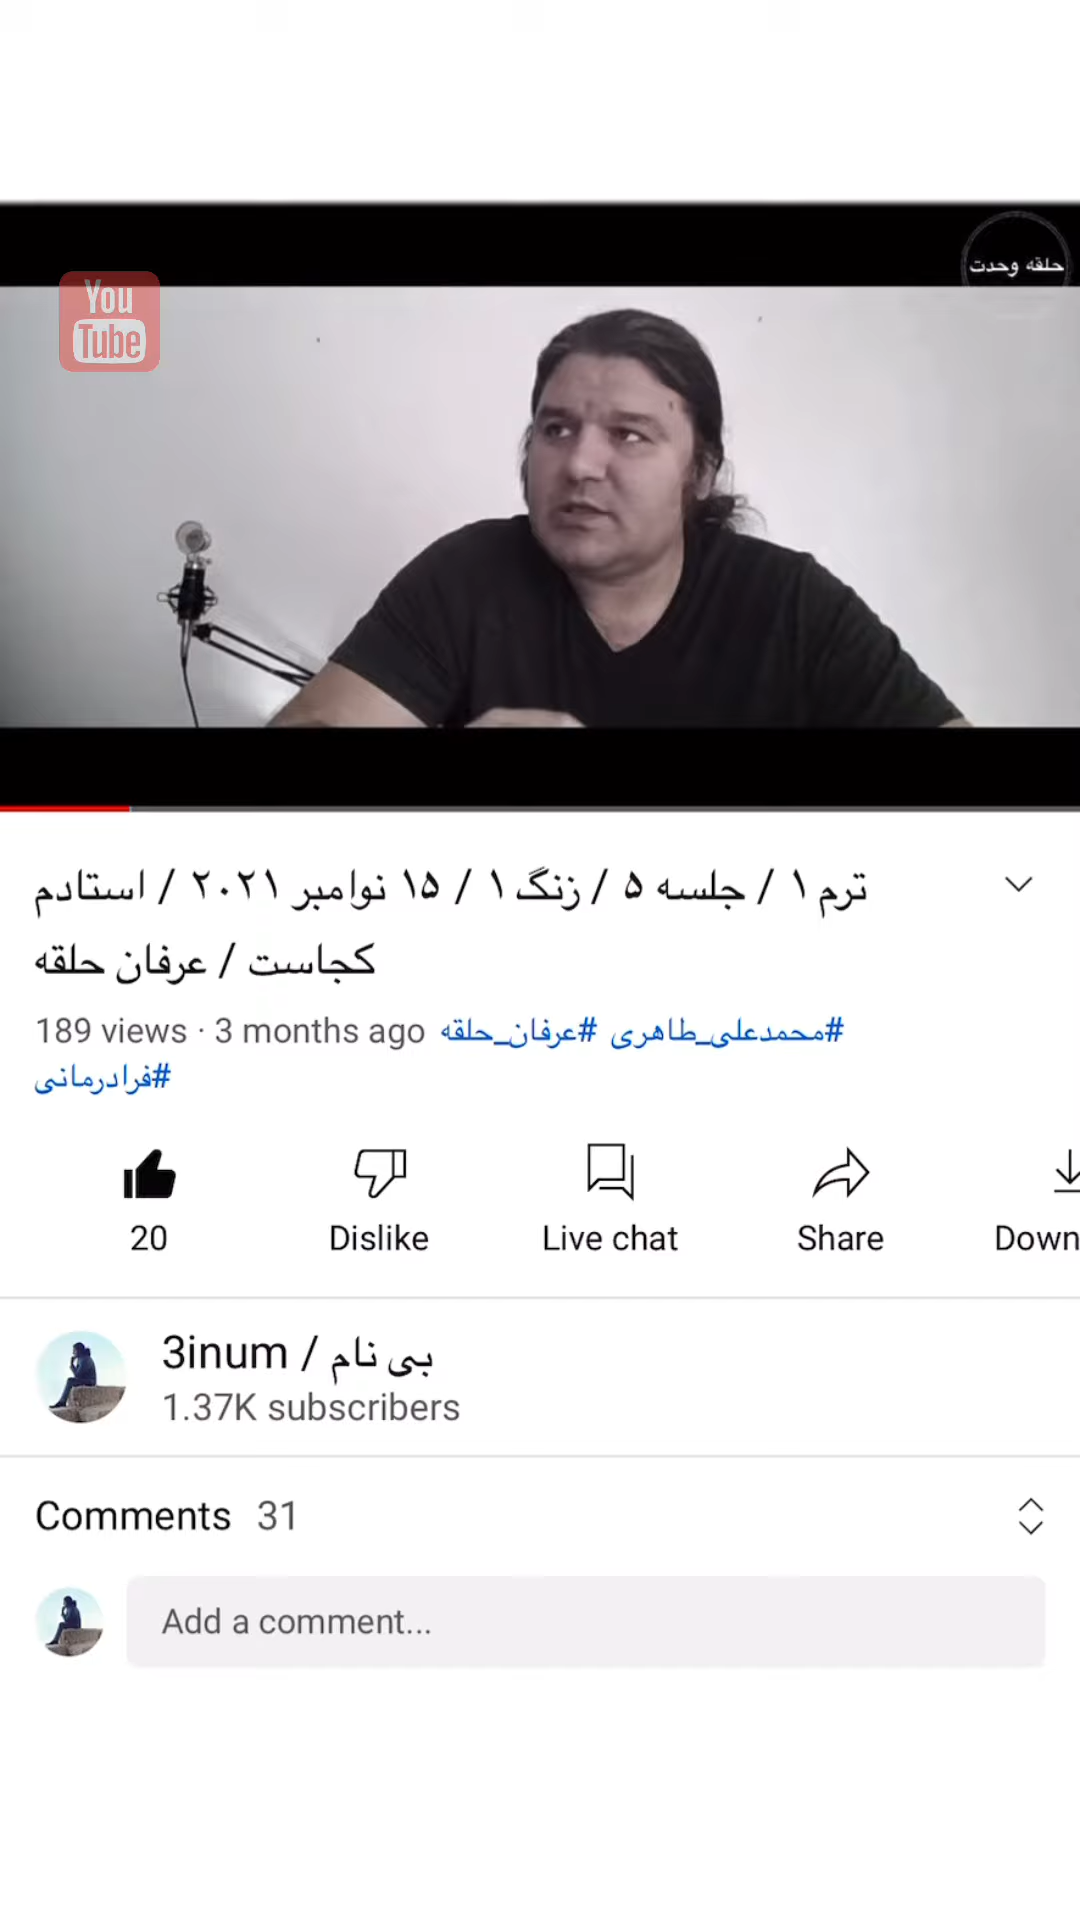 حلقه وحدت
You
Tube
ترم ۱ / جلسه ۵ / زنگ ۱ / ۱۵ نوامبر ۲۰۲۱ / استادم
کجاست / عرفان حلقه
189 views · 3 months ago #محمدعلی_طاهری #عرفان_حلقه
#فرادرمانی
20
Dislike
Live chat
Share
Down
3inum / بی نام
1.37K subscribers
Comments 31
Add a comment...